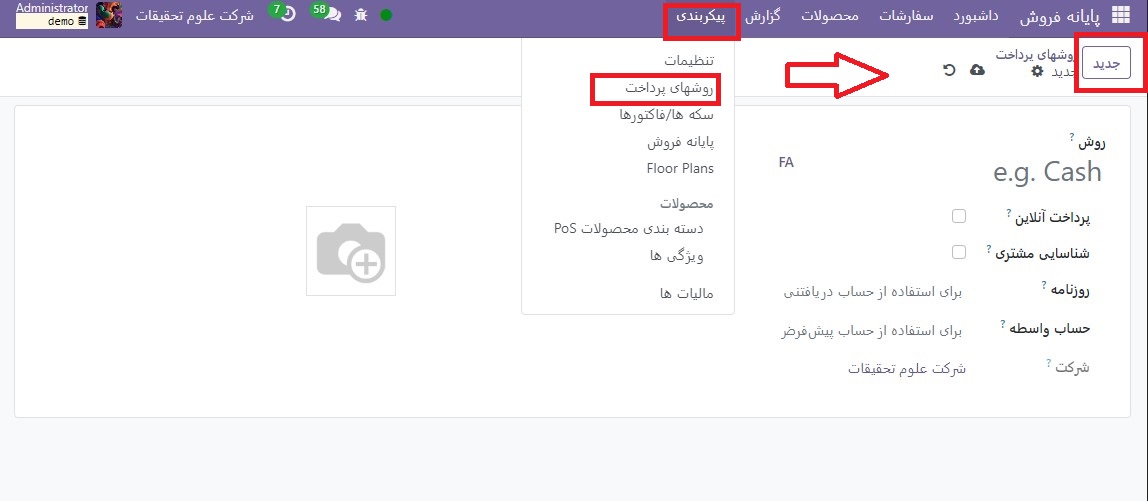 پایانه فروش
داشبورد
سفارشات
محصولات
گزارش
پیکربندی
58
7
شرکت علوم تحقیقات
Administrator
demo
جدید
روشهای پرداخت
جدید
تنظیمات
روشهای پرداخت
سکه ها/فاکتورها
پایانه فروش
Floor Plans
محصولات
دسته بندی محصولات PoS
ویژگی ها
مالیات ها
روش ?
e.g. Cash
FA
پرداخت آنلاین ?
شناسایی مشتری ?
روزنامه ?
برای استفاده از حساب دریافتنی
حساب واسطه ?
برای استفاده از حساب پیش‌فرض
شرکت ?
شرکت علوم تحقیقات